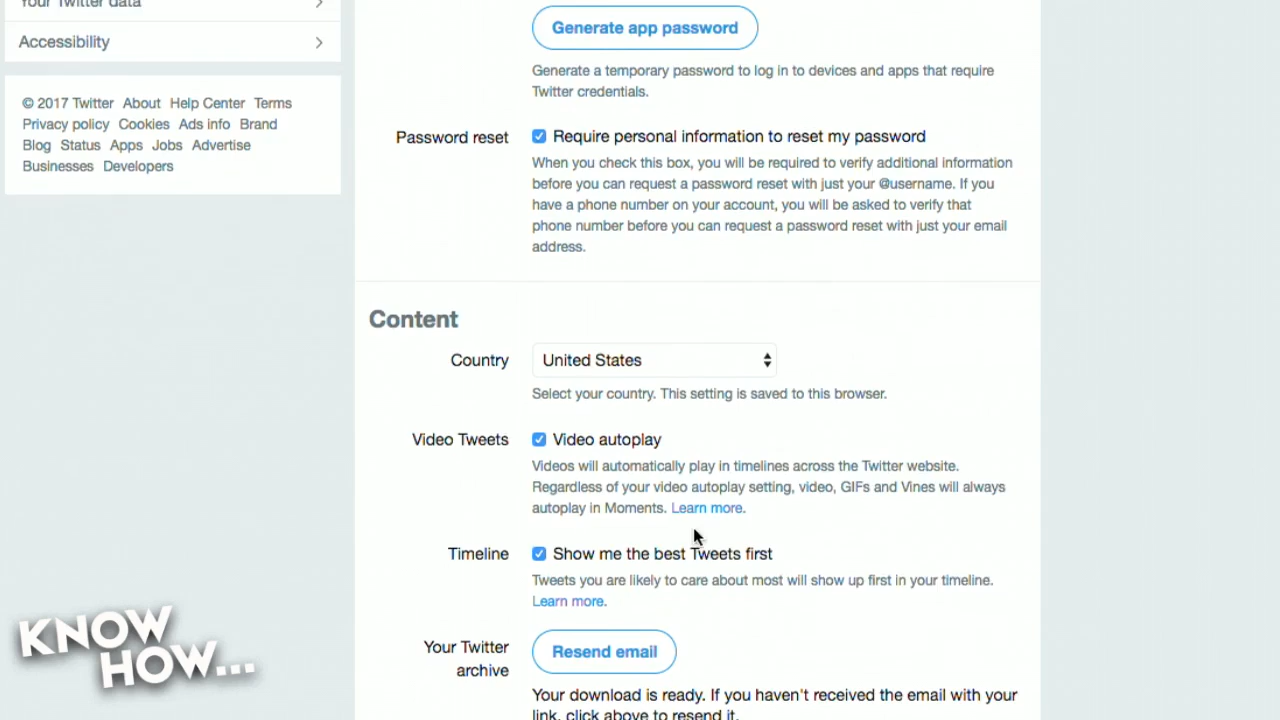 Your Twitter data
Accessibility
© 2017 Twitter About Help Center Terms
Privacy policy Cookies Ads info Brand
Blog Status Apps Jobs Advertise
Businesses Developers
Generate app password
Generate a temporary password to log in to devices and apps that require
Twitter credentials.
Password reset
Require personal information to reset my password
When you check this box, you will be required to verify additional information
before you can request a password reset with just your @username. If you
have a phone number on your account, you will be asked to verify that
phone number before you can request a password reset with just your email
address.
Content
Country
United States
Select your country. This setting is saved to this browser.
Video Tweets
Video autoplay
Videos will automatically play in timelines across the Twitter website.
Regardless of your video autoplay setting, video, GIFs and Vines will always
autoplay in Moments. Learn more.
Timeline
Show me the best Tweets first
Tweets you are likely to care about most will show up first in your timeline.
Learn more.
Your Twitter
archive
Resend email
Your download is ready. If you haven't received the email with your
link, click above to resend it.
KNOW
HOW...